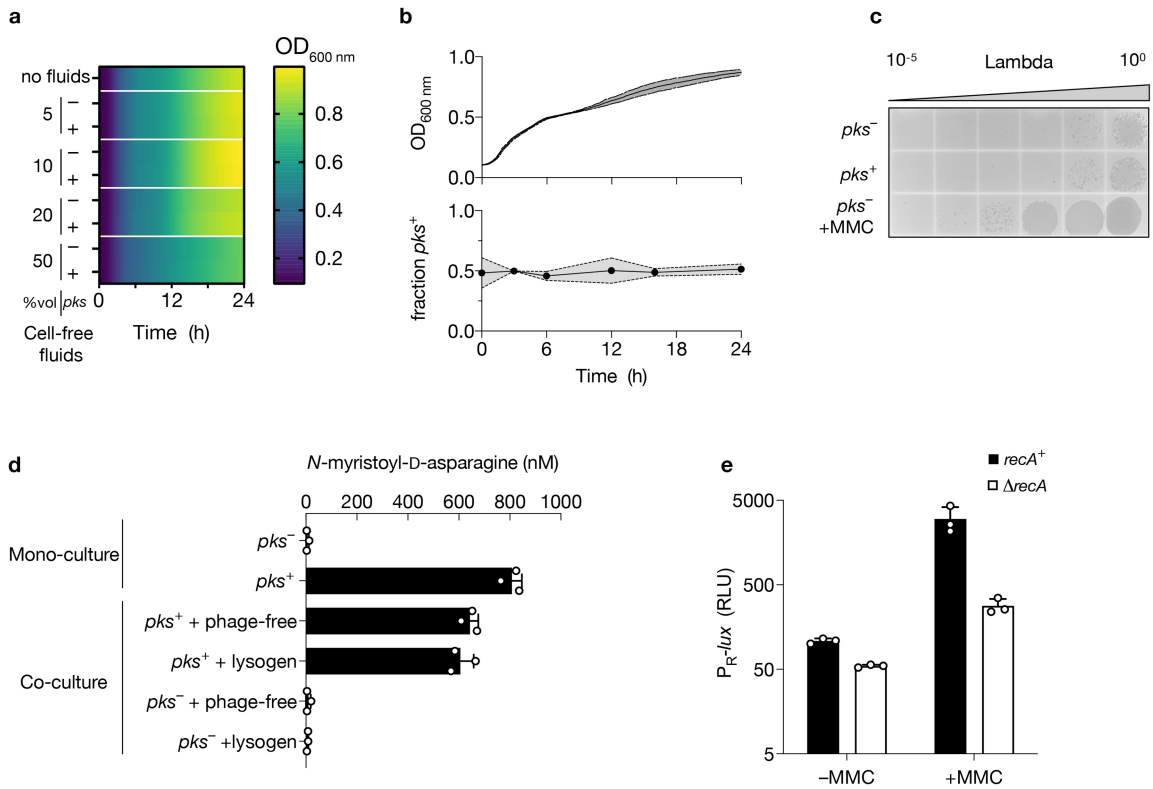 a
OD600 nm
no fluids
5
−
+
10
−
+
20
−
+
50
−
+
%vol pks
Cell-free
fluids
0 12 24
Time (h)
0.8
0.6
0.4
0.2
b
OD600 nm
1.0
0.5
0.0
fraction pks+
1.0
0.5
0.0
0 6 12 18 24
Time (h)
c
10-5 Lambda 100
pks−
pks+
pks−
+MMC
d
N-myristoyl-D-asparagine (nM)
0 200 400 600 800 1000
Mono-culture
pks−
pks+
Co-culture
pks+ + phage-free
pks+ + lysogen
pks− + phage-free
pks− +lysogen
e
recA+
ΔrecA
PR-lux (RLU)
5000
500
50
5
–MMC +MMC